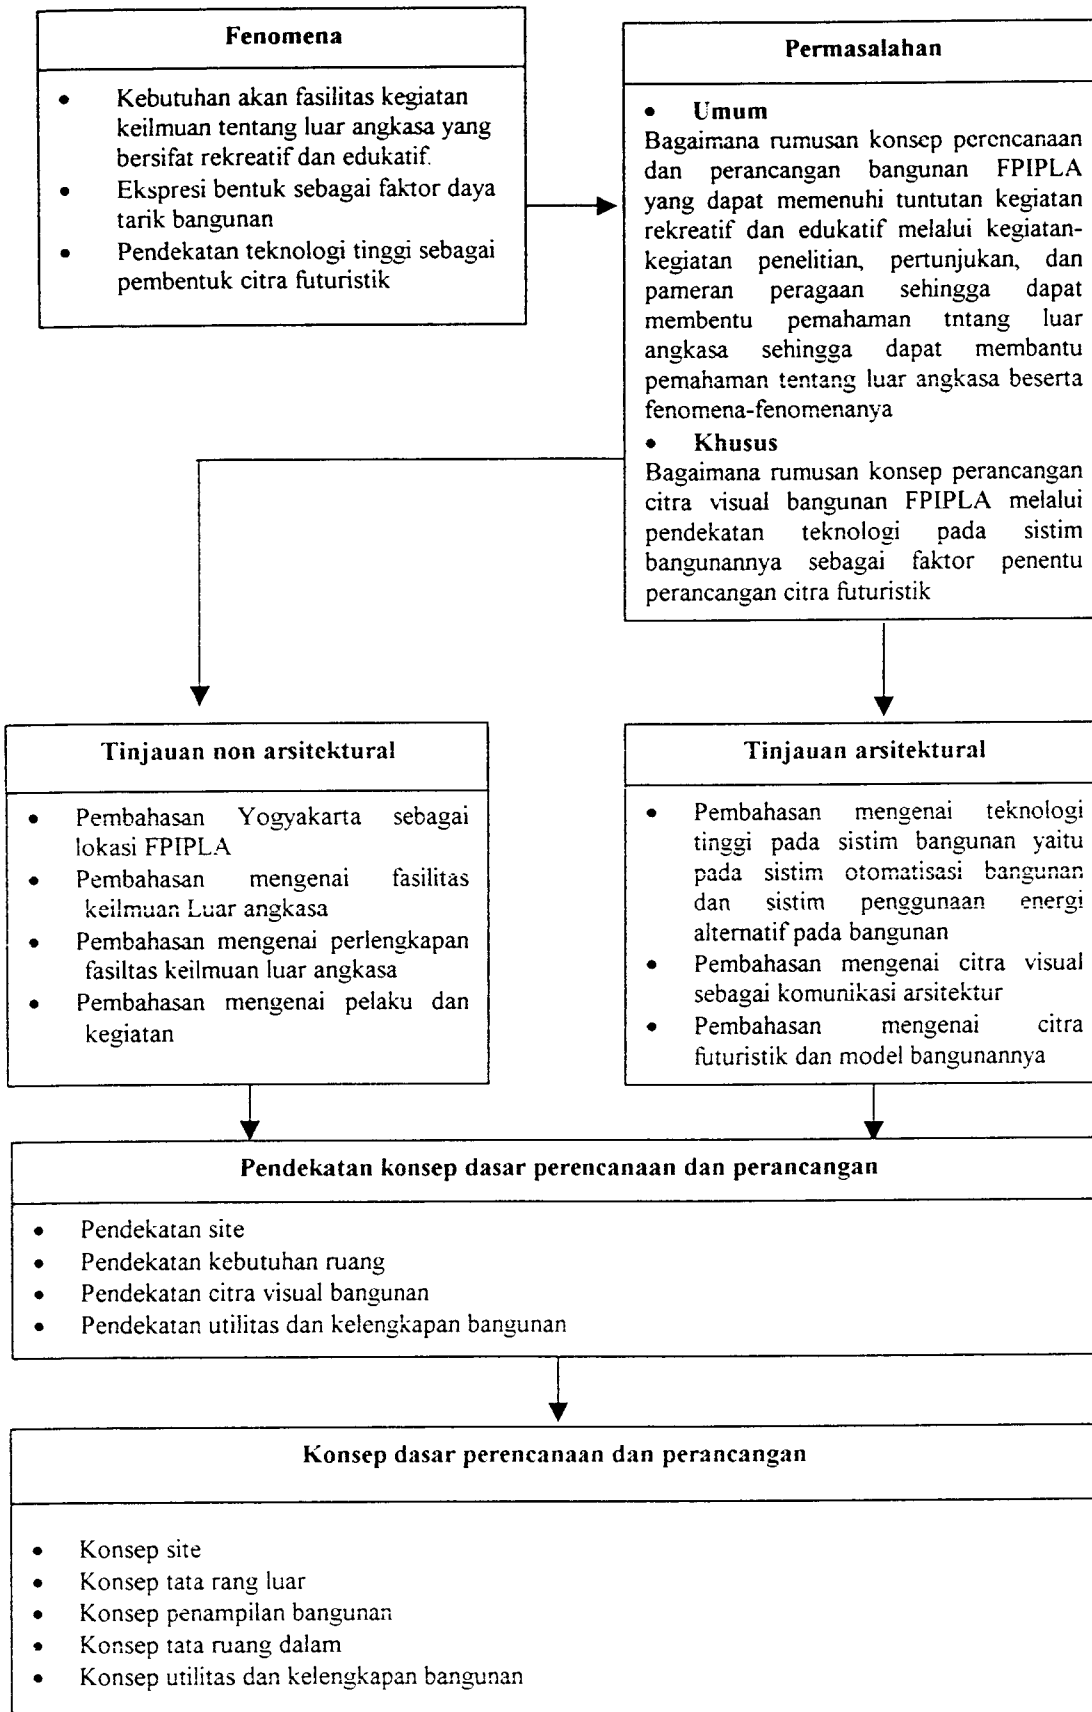 Fenomena
• Kebutuhan akan fasilitas kegiatan
keilmuan tentang luar angkasa yang
bersifat rekreatif dan edukatif.
• Ekspresi bentuk sebagai faktor daya
tarik bangunan
• Pendekatan teknologi tinggi sebagai
pembentuk citra futuristik
Permasalahan
• Umum
Bagaimana rumusan konsep perencanaan
dan perancangan bangunan FPIPLA
yang dapat memenuhi tuntutan kegiatan
rekreatif dan edukatif melalui kegiatan-
kegiatan penelitian, pertunjukan, dan
pameran peragaan sehingga dapat
membentu pemahaman tntang luar
angkasa sehingga dapat membantu
pemahaman tentang luar angkasa beserta
fenomena-fenomenanya
• Khusus
Bagaimana rumusan konsep perancangan
citra visual bangunan FPIPLA melalui
pendekatan teknologi pada sistim
bangunannya sebagai faktor penentu
perancangan citra futuristik
Tinjauan non arsitektural
• Pembahasan Yogyakarta sebagai
lokasi FPIPLA
• Pembahasan mengenai fasilitas
keilmuan Luar angkasa
• Pembahasan mengenai perlengkapan
fasiltas keilmuan luar angkasa
• Pembahasan mengenai pelaku dan
kegiatan
Tinjauan arsitektural
• Pembahasan mengenai teknologi
tinggi pada sistim bangunan yaitu
pada sistim otomatisasi bangunan
dan sistim penggunaan energi
alternatif pada bangunan
• Pembahasan mengenai citra visual
sebagai komunikasi arsitektur
• Pembahasan mengenai citra
futuristik dan model bangunannya
Pendekatan konsep dasar perencanaan dan perancangan
• Pendekatan site
• Pendekatan kebutuhan ruang
• Pendekatan citra visual bangunan
• Pendekatan utilitas dan kelengkapan bangunan
Konsep dasar perencanaan dan perancangan
• Konsep site
• Konsep tata rang luar
• Konsep penampilan bangunan
• Konsep tata ruang dalam
• Konsep utilitas dan kelengkapan bangunan